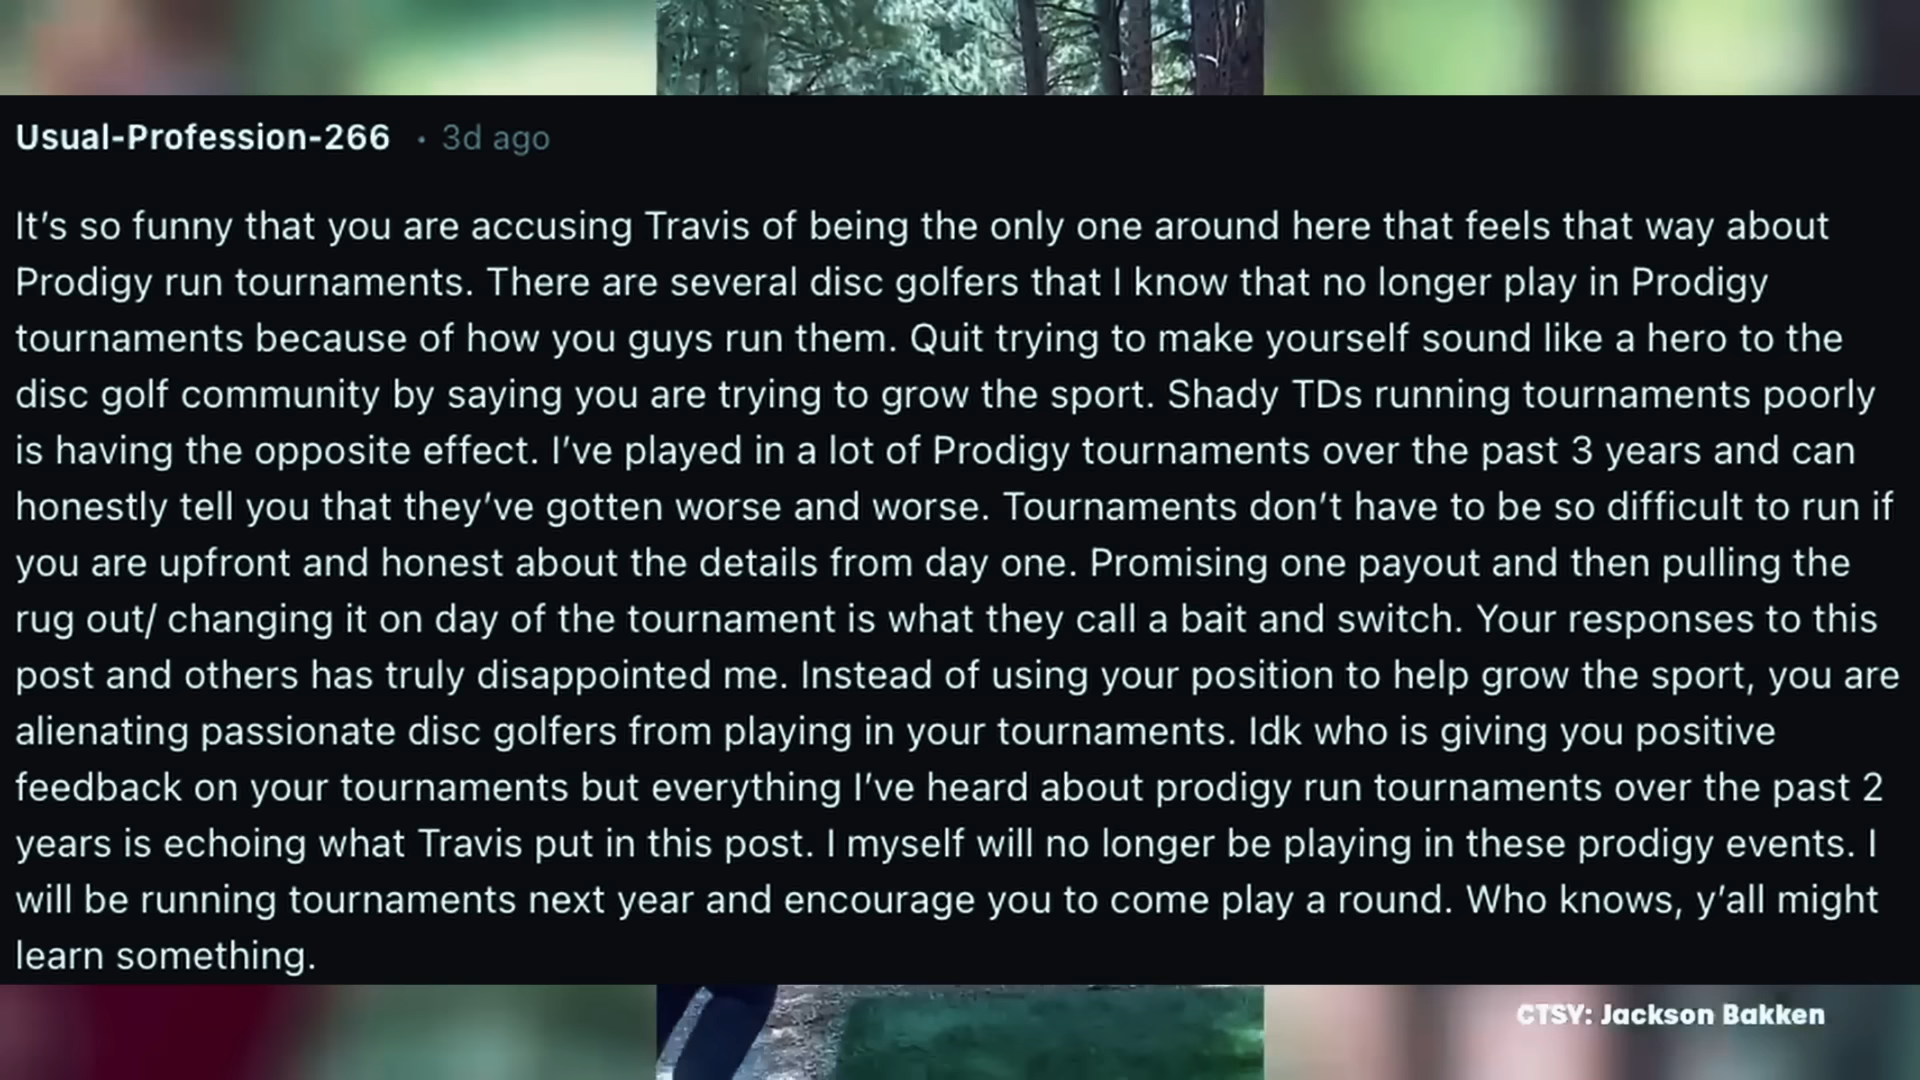 Usual-Profession-266 · 3d ago
It’s so funny that you are accusing Travis of being the only one around here that feels that way about
Prodigy run tournaments. There are several disc golfers that I know that no longer play in Prodigy
tournaments because of how you guys run them. Quit trying to make yourself sound like a hero to the
disc golf community by saying you are trying to grow the sport. Shady TDs running tournaments poorly
is having the opposite effect. I’ve played in a lot of Prodigy tournaments over the past 3 years and can
honestly tell you that they’ve gotten worse and worse. Tournaments don’t have to be so difficult to run if
you are upfront and honest about the details from day one. Promising one payout and then pulling the
rug out/ changing it on day of the tournament is what they call a bait and switch. Your responses to this
post and others has truly disappointed me. Instead of using your position to help grow the sport, you are
alienating passionate disc golfers from playing in your tournaments. Idk who is giving you positive
feedback on your tournaments but everything I’ve heard about prodigy run tournaments over the past 2
years is echoing what Travis put in this post. I myself will no longer be playing in these prodigy events. I
will be running tournaments next year and encourage you to come play a round. Who knows, y’all might
learn something.
CTSY: Jackson Bakken